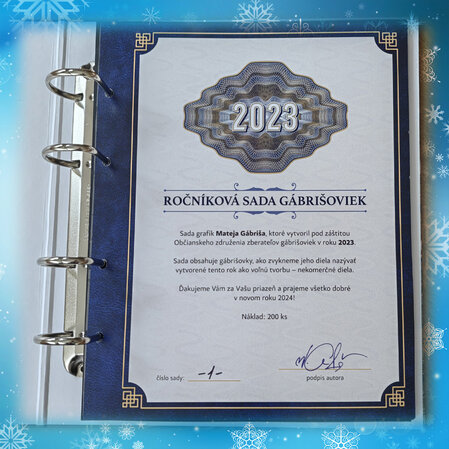 2023
ROČNÍKOVÁ SADA GÁBRIŠOVIEK
Sada grafík Mateja Gábriša, ktoré vytvoril pod záštitou
Občianskeho združenia zberateľov gábrišoviek v roku 2023.
Sada obsahuje gábrišovky, ako zvykneme jeho diela nazývať
vytvorené tento rok ako voľnú tvorbu – nekomerčné diela.
Ďakujeme Vám za Vašu priazeň a prajeme všetko dobré
v novom roku 2024!
Náklad: 200 ks
číslo sady: -1-
podpis autora